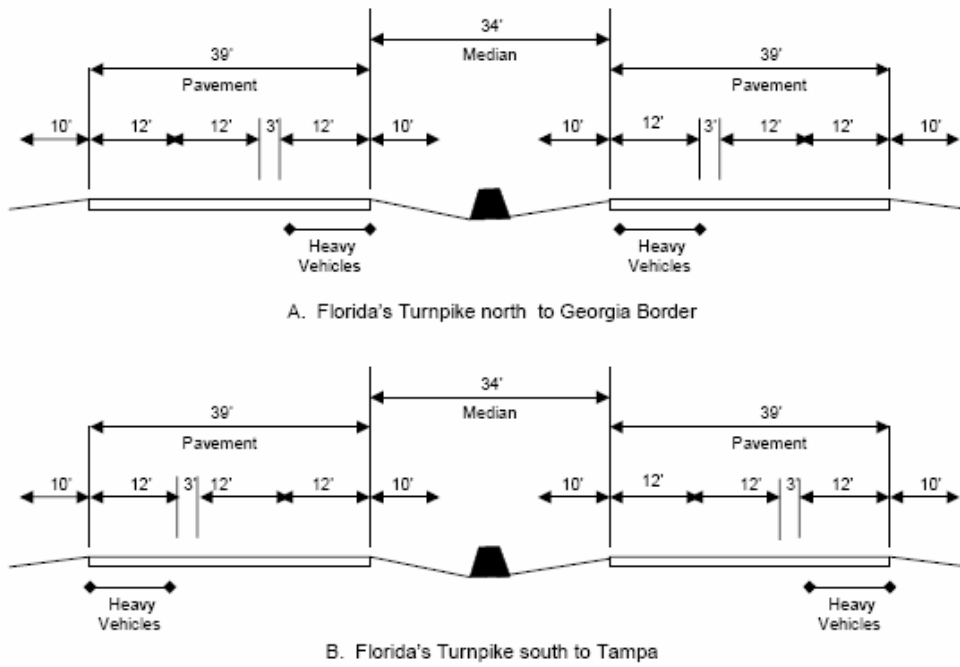 34'
Median
39'
Pavement
39'
Pavement
10' 12' 12' 3' 12' 10' 10' 12' 3' 12' 12' 10'
Heavy
Vehicles
Heavy
Vehicles
A. Florida's Turnpike north to Georgia Border
34'
Median
39'
Pavement
39'
Pavement
10' 12' 3' 12' 12' 10' 10' 12' 12' 3' 12' 10'
Heavy
Vehicles
Heavy
Vehicles
B. Florida's Turnpike south to Tampa